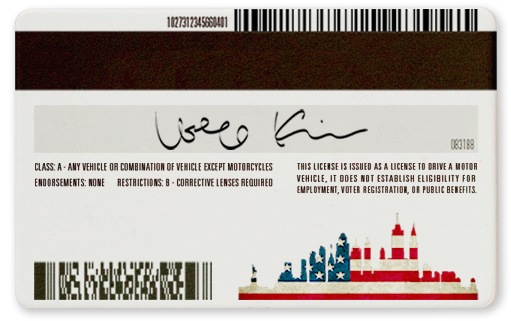 1027312345660401
083188
CLASS: A - ANY VEHICLE OR COMBINATION OF VEHICLE EXCEPT MOTORCYCLES
ENDORSEMENTS: NONE RESTRICTIONS: B - CORRECTIVE LENSES REQUIRED
THIS LICENSE IS ISSUED AS A LICENSE TO DRIVE A MOTOR
VEHICLE, IT DOES NOT ESTABLISH ELIGIBILITY FOR
EMPLOYMENT, VOTER REGISTRATION, OR PUBLIC BENEFITS.